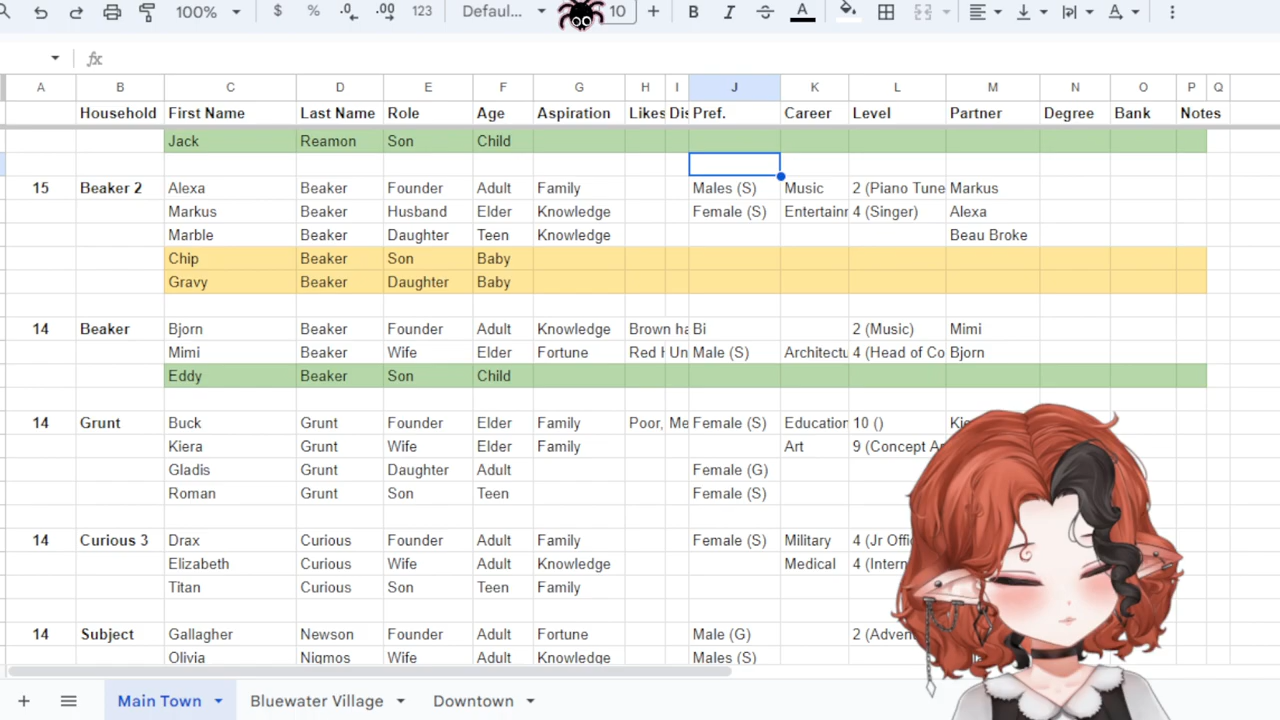 100% $ % .0 .00 123 Defaul... 10 B I A
fx
A B C D E F G H I J K L M N O P Q
Household First Name Last Name Role Age Aspiration Likes Dis Pref. Career Level Partner Degree Bank Notes
Jack Reamon Son Child
15 Beaker 2 Alexa Beaker Founder Adult Family Males (S) Music 2 (Piano Tune Markus
Markus Beaker Husband Elder Knowledge Female (S) Entertainr 4 (Singer) Alexa
Marble Beaker Daughter Teen Knowledge Beau Broke
Chip Beaker Son Baby
Gravy Beaker Daughter Baby
14 Beaker Bjorn Beaker Founder Adult Knowledge Brown ha Bi 2 (Music) Mimi
Mimi Beaker Wife Elder Fortune Red H Un Male (S) Architectu 4 (Head of Co Bjorn
Eddy Beaker Son Child
14 Grunt Buck Grunt Founder Elder Family Poor, Me Female (S) Education 10 () Kie
Kiera Grunt Wife Elder Family Art 9 (Concept Ar
Gladis Grunt Daughter Adult Female (G)
Roman Grunt Son Teen Female (S)
14 Curious 3 Drax Curious Founder Adult Family Female (S) Military 4 (Jr Offi
Elizabeth Curious Wife Adult Knowledge Medical 4 (Intern
Titan Curious Son Teen Family
14 Subject Gallagher Newson Founder Adult Fortune Male (G) 2 (Adven
Olivia Nigmos Wife Adult Knowledge Males (S)
+ Main Town Bluewater Village Downtown